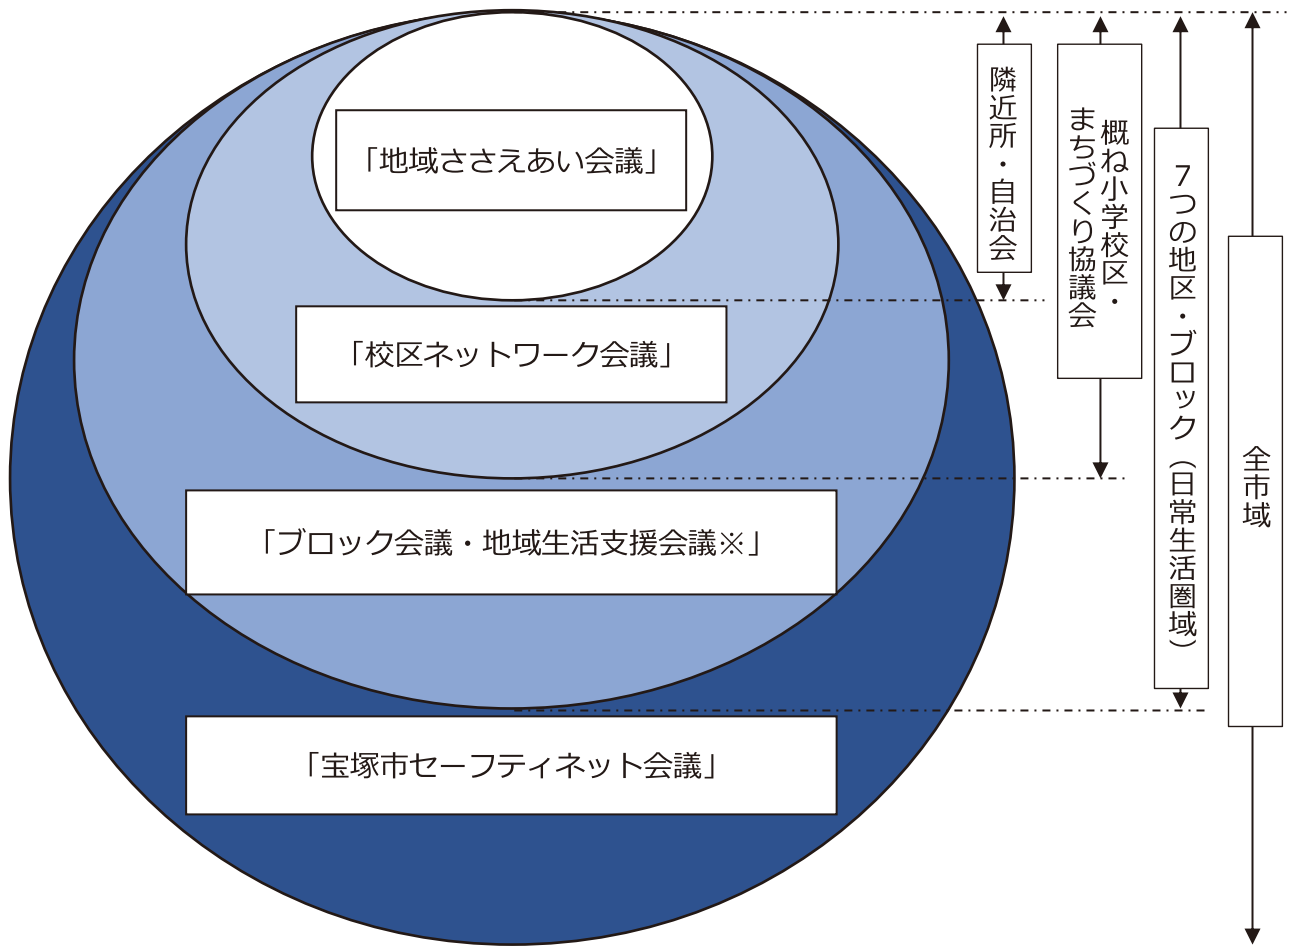 「地域ささえあい会議」
「校区ネットワーク会議」
「ブロック会議・地域生活支援会議※」
「宝塚市セーフティネット会議」
隣近所・自治会
概ね小学校区・
まちづくり協議会
7つの地区・ブロック（日常生活圏域）
全市域